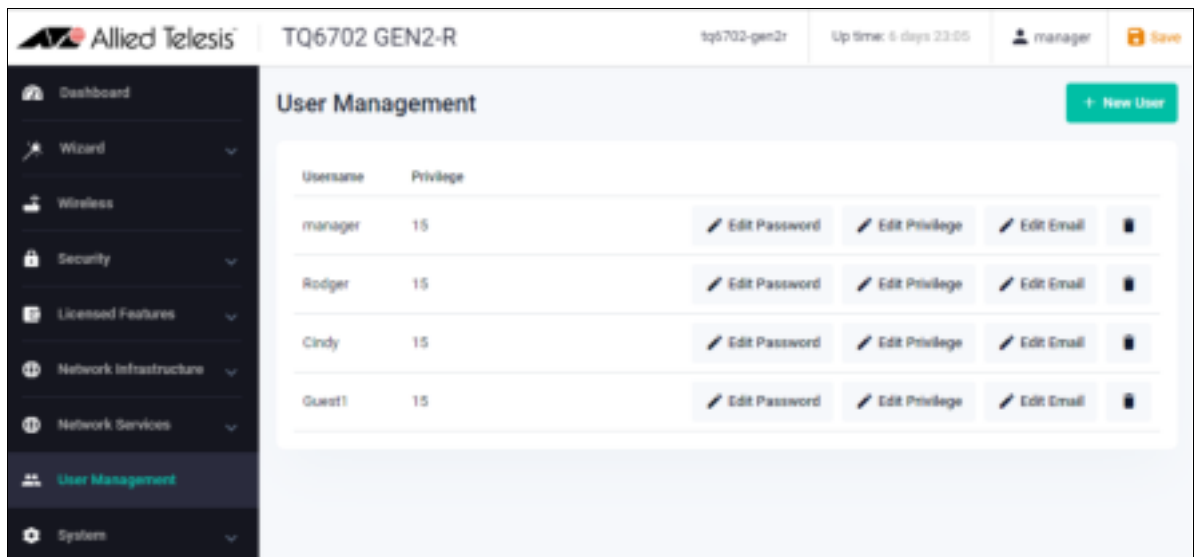 Allied Telesis
TQ6702 GEN2-R
tq6702-gen2r
Up time: 6 days 23:05
manager
Save
Dashboard
Wizard
Wireless
Security
Licensed Features
Network Infrastructure
Network Services
User Management
System
User Management
+ New User
Username Privilege
manager 15 Edit Password Edit Privilege Edit Email
Rodger 15 Edit Password Edit Privilege Edit Email
Cindy 15 Edit Password Edit Privilege Edit Email
Guest1 15 Edit Password Edit Privilege Edit Email